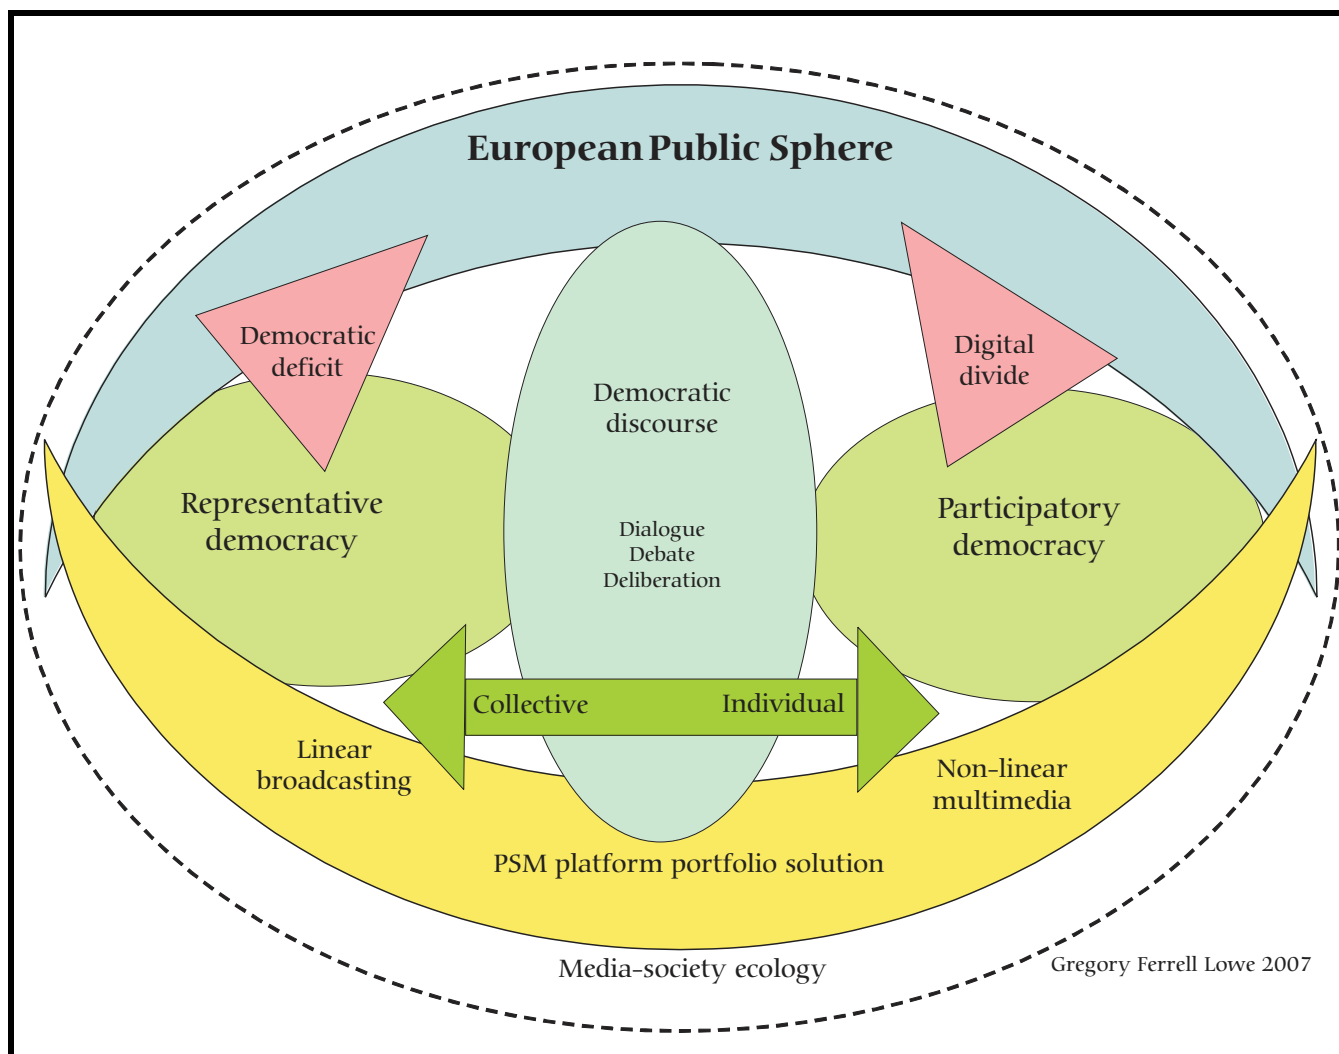 European Public Sphere
Democratic
deficit
Digital
divide
Democratic
discourse
Representative
democracy
Dialogue
Debate
Deliberation
Participatory
democracy
Collective
Individual
Linear
broadcasting
Non-linear
multimedia
PSM platform portfolio solution
Media-society ecology
Gregory Ferrell Lowe 2007